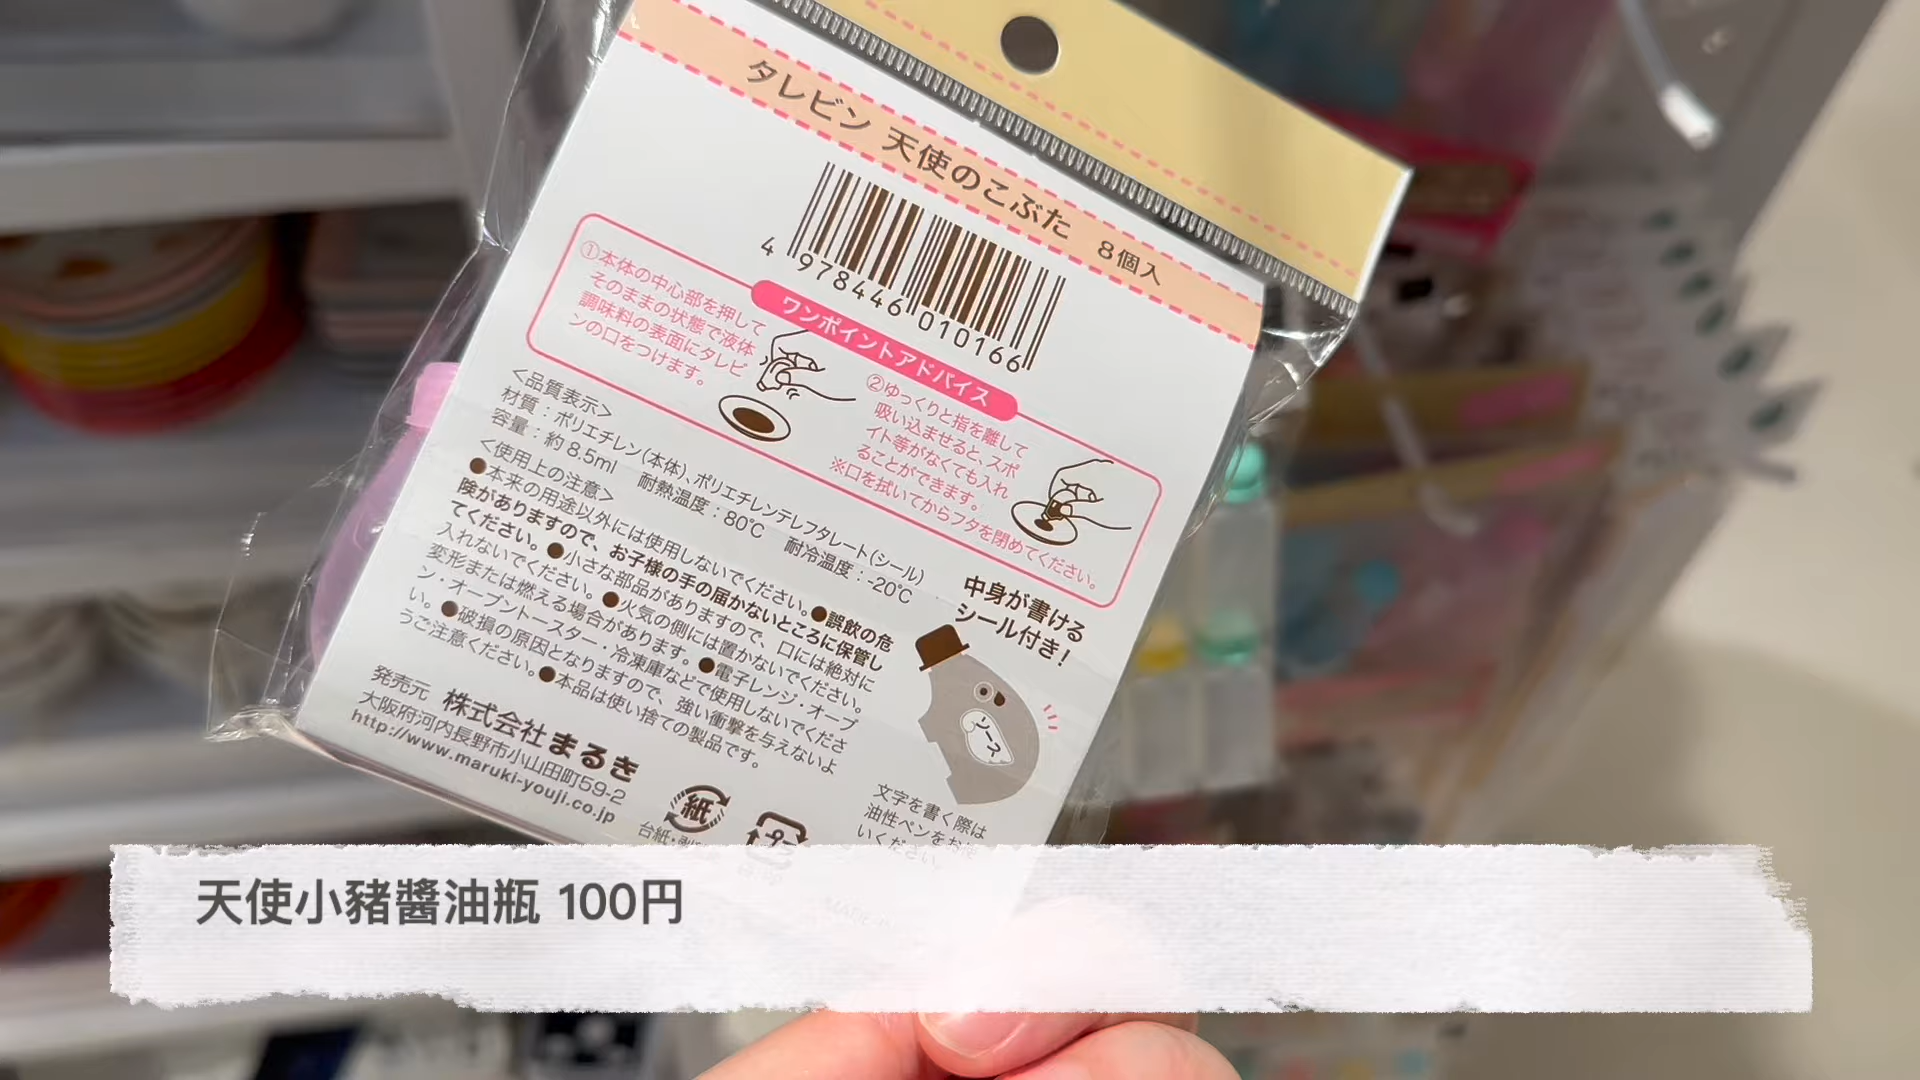 タレビン 天使のこぶた 8個入
4 978446 010166
ワンポイントアドバイス
①本体の中心部を押して
そのままの状態で液体
調味料の表面にタレビ
ンの口をつけます。
②ゆっくりと指を離して
吸い込ませると、スポ
イト等がなくても入れ
ることができます。
※口を拭いてからフタを閉めてください。
<品質表示>
材質：ポリエチレン(本体)、ポリエチレンテレフタレート(シール)
容量：約8.5ml 耐熱温度：80℃ 耐冷温度：-20℃
<使用上の注意>
●本来の用途以外には使用しないでください。●誤飲の危
険がありますので、お子様の手の届かないところに保管し
てください。●小さな部品がありますので、口には絶対に
入れないでください。●火気の側には置かないでください。
変形または燃える場合があります。●電子レンジ・オーブ
ン・オーブントースター・冷凍庫などで使用しないでくださ
い。●破損の原因となりますので、強い衝撃を与えないよ
うご注意ください。●本品は使い捨ての製品です。
中身が書ける
シール付き！
ソース
文字を書く際は
油性ペンをお使
いください
発売元 株式会社まるき
大阪府河内長野市小山田町59-2
http://www.maruki-youji.co.jp
紙
台紙・
プラ
天使小豬醬油瓶 100円